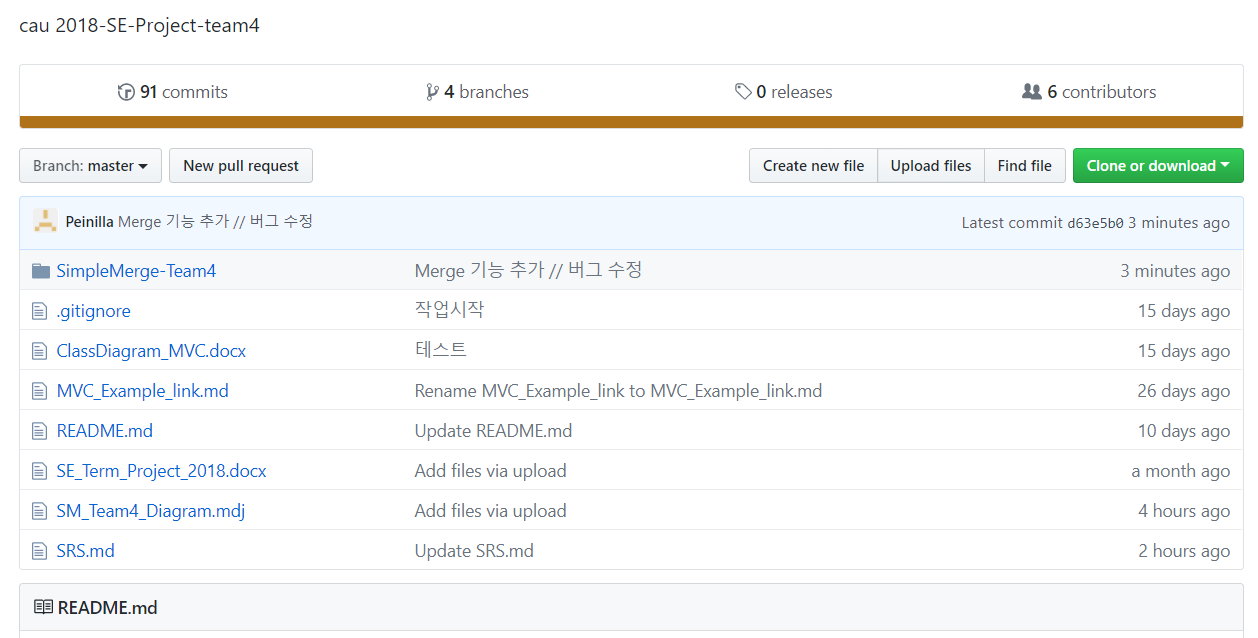 cau 2018-SE-Project-team4
91 commits 4 branches 0 releases 6 contributors
Branch: master New pull request Create new file Upload files Find file Clone or download
Peinilla Merge 기능 추가 // 버그 수정 Latest commit d63e5b0 3 minutes ago
SimpleMerge-Team4 Merge 기능 추가 // 버그 수정 3 minutes ago
.gitignore 작업시작 15 days ago
ClassDiagram_MVC.docx 테스트 15 days ago
MVC_Example_link.md Rename MVC_Example_link to MVC_Example_link.md 26 days ago
README.md Update README.md 10 days ago
SE_Term_Project_2018.docx Add files via upload a month ago
SM_Team4_Diagram.mdj Add files via upload 4 hours ago
SRS.md Update SRS.md 2 hours ago
README.md